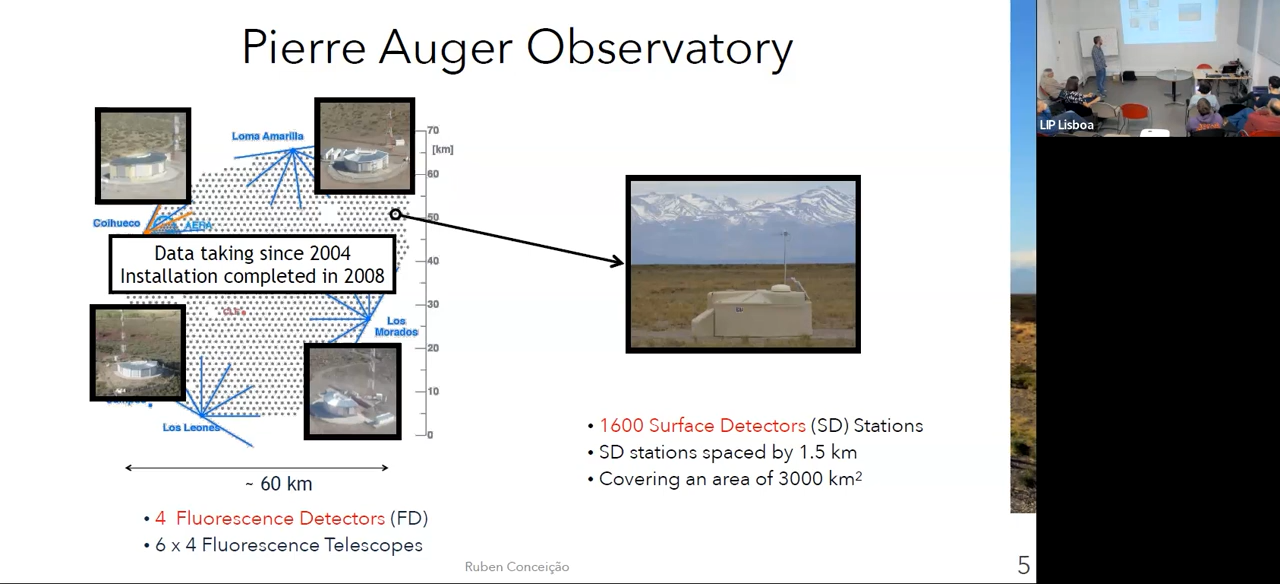 Pierre Auger Observatory
LIP Lisboa
Loma Amarilla
70
[km]
60
50
40
30
20
10
0
Coihueco
AERA
Data taking since 2004
Installation completed in 2008
Los
Morados
Los Leones
~ 60 km
• 4 Fluorescence Detectors (FD)
• 6 x 4 Fluorescence Telescopes
• 1600 Surface Detectors (SD) Stations
• SD stations spaced by 1.5 km
• Covering an area of 3000 km²
Ruben Conceição
5